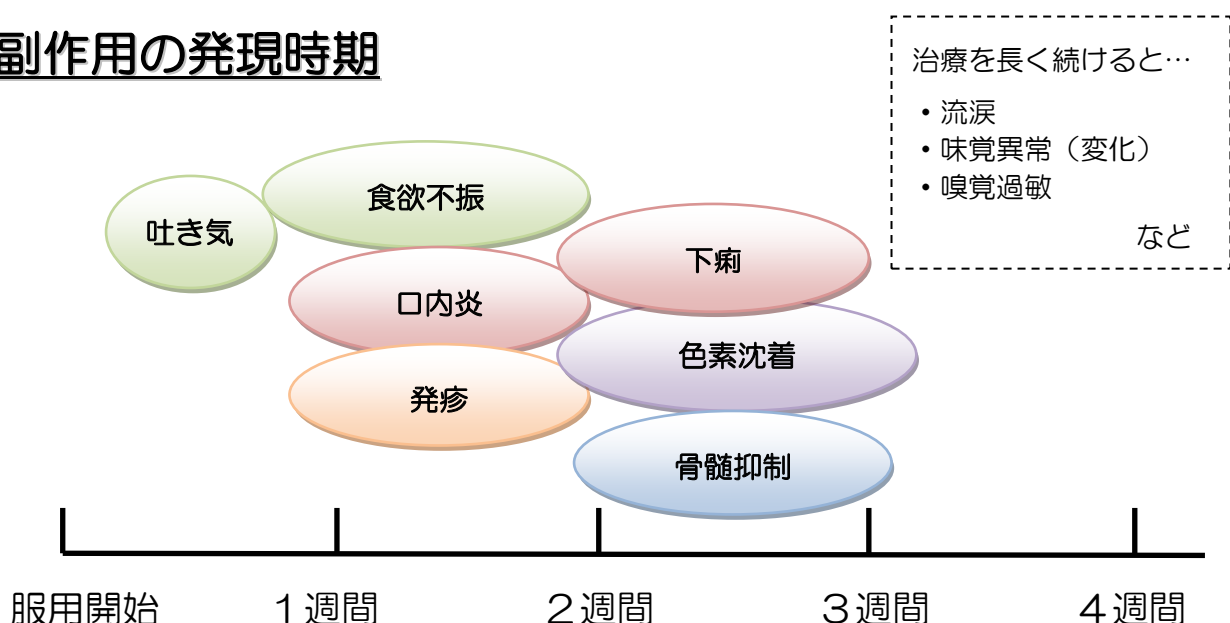 副作用の発現時期
治療を長く続けると…
・流涙
・味覚異常（変化）
・嗅覚過敏
など
吐き気
食欲不振
口内炎
発疹
下痢
色素沈着
骨髄抑制
服用開始
１週間
２週間
３週間
４週間